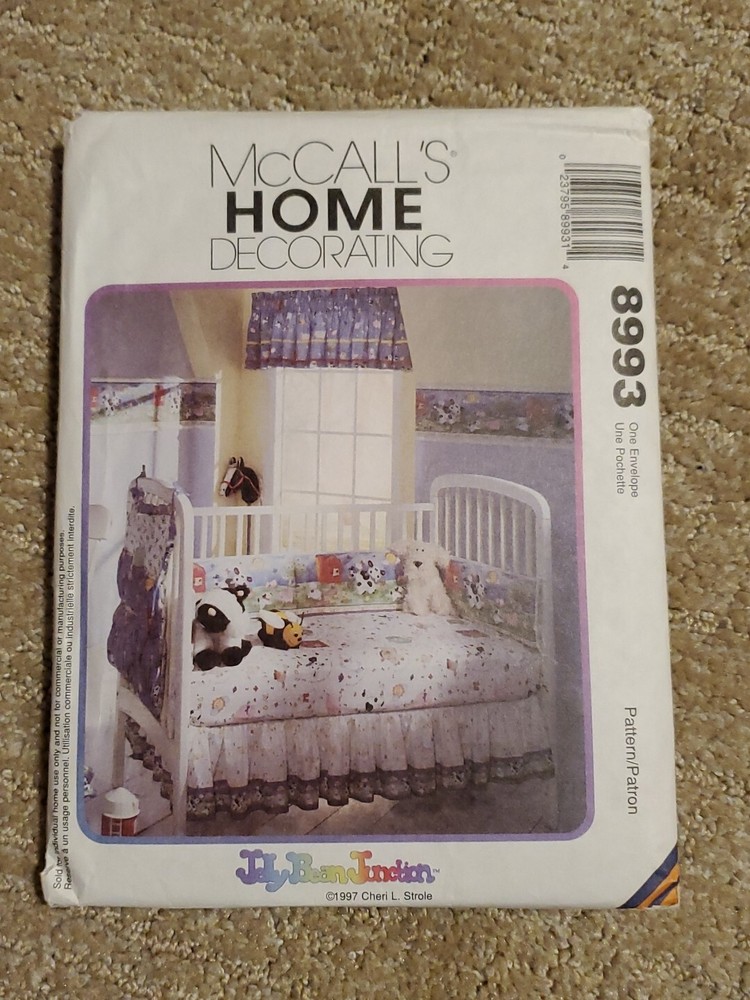 McCALL'S®
HOME
DECORATING
0 23795 89931 4
8993
One Envelope
Une Pochette
Pattern/Patron
Sold for individual home use only and not for commercial or manufacturing purposes.
Réservé à un usage personnel. Utilisation commerciale ou industrielle strictement interdite.
Jelly Bean Junction™
©1997 Cheri L. Strole